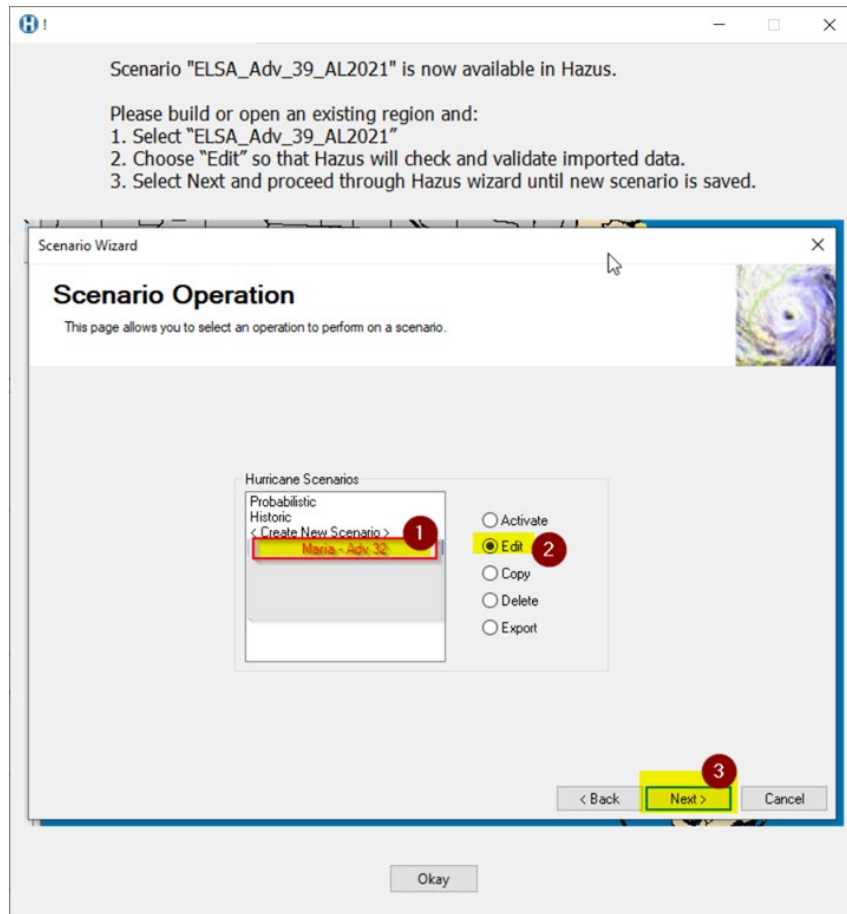 H !
Scenario "ELSA_Adv_39_AL2021" is now available in Hazus.
Please build or open an existing region and:
1. Select “ELSA_Adv_39_AL2021”
2. Choose “Edit” so that Hazus will check and validate imported data.
3. Select Next and proceed through Hazus wizard until new scenario is saved.
Scenario Wizard
Scenario Operation
This page allows you to select an operation to perform on a scenario.
Hurricane Scenarios
Probabilistic
Historic
< Create New Scenario >
1
Maria - Adv 32
Activate
Edit
2
Copy
Delete
Export
3
< Back
Next >
Cancel
Okay